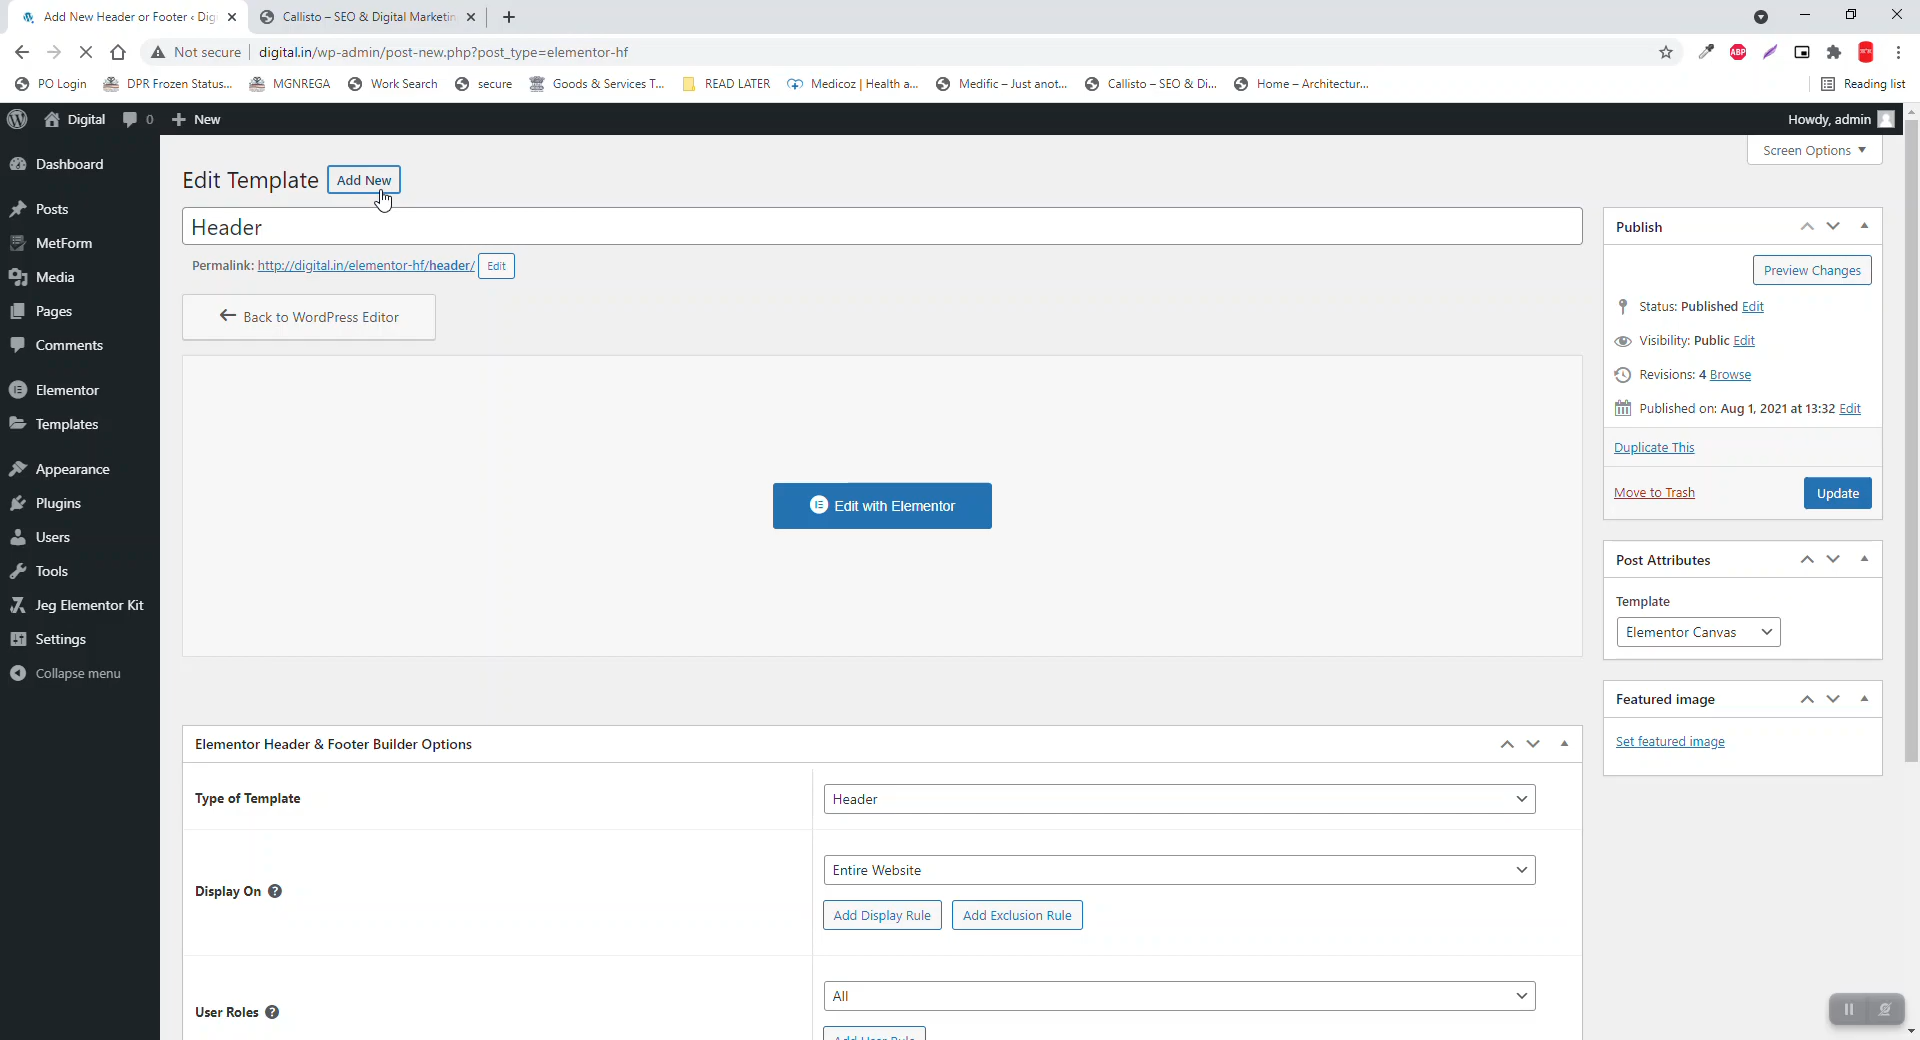 Add New Header or Footer ‹ Dig
Callisto – SEO & Digital Marketin
Not secure
digital.in/wp-admin/post-new.php?post_type=elementor-hf
ABP
PO Login
DPR Frozen Status...
MGNREGA
Work Search
secure
Goods & Services T...
READ LATER
Medicoz | Health a...
Medific – Just anot...
Callisto – SEO & Di...
Home – Architectur...
Reading list
Digital
0
New
Howdy, admin
Screen Options
Dashboard
Posts
MetForm
Media
Pages
Comments
Elementor
Templates
Appearance
Plugins
Users
Tools
Jeg Elementor Kit
Settings
Collapse menu
Edit Template
Add New
Header
Permalink: http://digital.in/elementor-hf/header/
Edit
Back to WordPress Editor
Edit with Elementor
Elementor Header & Footer Builder Options
Type of Template
Header
Display On
Entire Website
Add Display Rule
Add Exclusion Rule
User Roles
All
Add User Rule
Publish
Preview Changes
Status: Published Edit
Visibility: Public Edit
Revisions: 4 Browse
Published on: Aug 1, 2021 at 13:32 Edit
Duplicate This
Move to Trash
Update
Post Attributes
Template
Elementor Canvas
Featured image
Set featured image